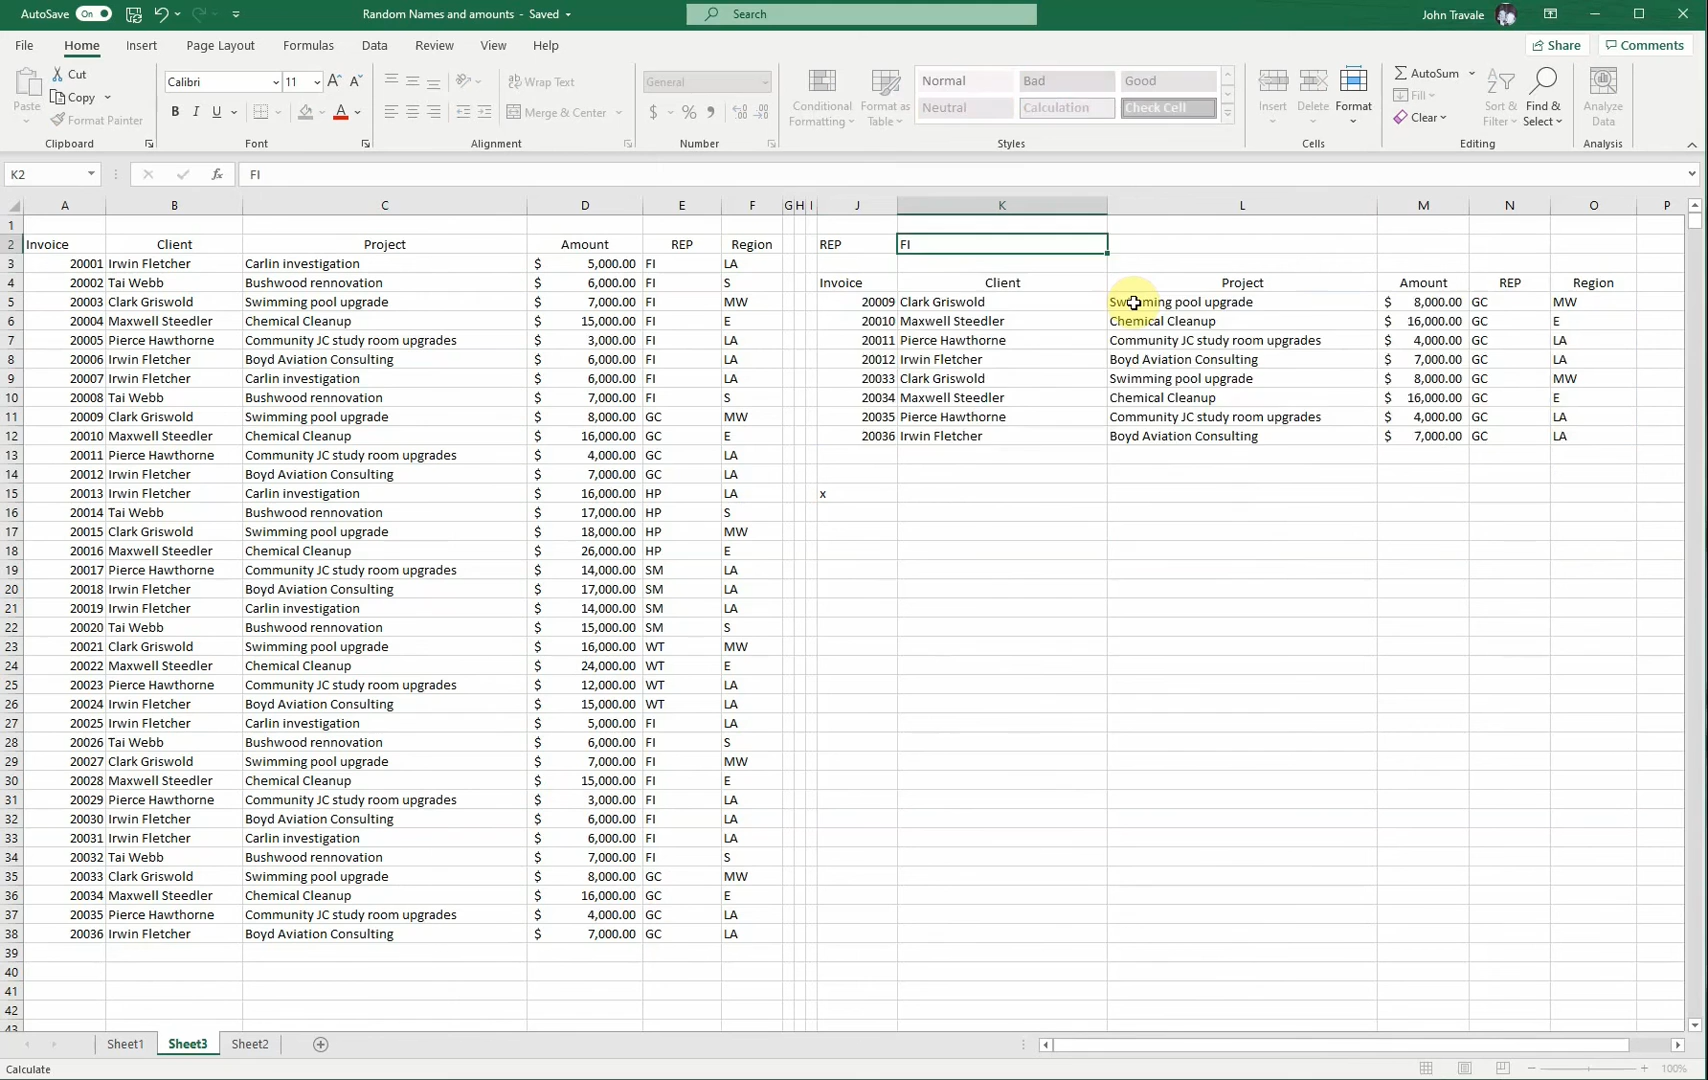 AutoSave On Random Names and amounts - Saved Search John Travale
File Home Insert Page Layout Formulas Data Review View Help Share Comments
Paste Cut Copy Format Painter Clipboard
Calibri 11 B I U Font
Wrap Text Merge & Center Alignment
General $ % Number
Conditional Formatting Format as Table Normal Bad Good Neutral Calculation Check Cell Styles
Insert Delete Format Cells
AutoSum Fill Clear Sort & Filter Find & Select Editing
Analyze Data Analysis
K2 fx FI
A B C D E F G H I J K L M N O P
1
2 Invoice Client Project Amount REP Region REP FI
3 20001 Irwin Fletcher Carlin investigation $ 5,000.00 FI LA
4 20002 Tai Webb Bushwood rennovation $ 6,000.00 FI S Invoice Client Project Amount REP Region
5 20003 Clark Griswold Swimming pool upgrade $ 7,000.00 FI MW 20009 Clark Griswold Swimming pool upgrade $ 8,000.00 GC MW
6 20004 Maxwell Steedler Chemical Cleanup $ 15,000.00 FI E 20010 Maxwell Steedler Chemical Cleanup $ 16,000.00 GC E
7 20005 Pierce Hawthorne Community JC study room upgrades $ 3,000.00 FI LA 20011 Pierce Hawthorne Community JC study room upgrades $ 4,000.00 GC LA
8 20006 Irwin Fletcher Boyd Aviation Consulting $ 6,000.00 FI LA 20012 Irwin Fletcher Boyd Aviation Consulting $ 7,000.00 GC LA
9 20007 Irwin Fletcher Carlin investigation $ 6,000.00 FI LA 20033 Clark Griswold Swimming pool upgrade $ 8,000.00 GC MW
10 20008 Tai Webb Bushwood rennovation $ 7,000.00 FI S 20034 Maxwell Steedler Chemical Cleanup $ 16,000.00 GC E
11 20009 Clark Griswold Swimming pool upgrade $ 8,000.00 GC MW 20035 Pierce Hawthorne Community JC study room upgrades $ 4,000.00 GC LA
12 20010 Maxwell Steedler Chemical Cleanup $ 16,000.00 GC E 20036 Irwin Fletcher Boyd Aviation Consulting $ 7,000.00 GC LA
13 20011 Pierce Hawthorne Community JC study room upgrades $ 4,000.00 GC LA
14 20012 Irwin Fletcher Boyd Aviation Consulting $ 7,000.00 GC LA
15 20013 Irwin Fletcher Carlin investigation $ 16,000.00 HP LA x
16 20014 Tai Webb Bushwood rennovation $ 17,000.00 HP S
17 20015 Clark Griswold Swimming pool upgrade $ 18,000.00 HP MW
18 20016 Maxwell Steedler Chemical Cleanup $ 26,000.00 HP E
19 20017 Pierce Hawthorne Community JC study room upgrades $ 14,000.00 SM LA
20 20018 Irwin Fletcher Boyd Aviation Consulting $ 17,000.00 SM LA
21 20019 Irwin Fletcher Carlin investigation $ 14,000.00 SM LA
22 20020 Tai Webb Bushwood rennovation $ 15,000.00 SM S
23 20021 Clark Griswold Swimming pool upgrade $ 16,000.00 WT MW
24 20022 Maxwell Steedler Chemical Cleanup $ 24,000.00 WT E
25 20023 Pierce Hawthorne Community JC study room upgrades $ 12,000.00 WT LA
26 20024 Irwin Fletcher Boyd Aviation Consulting $ 15,000.00 WT LA
27 20025 Irwin Fletcher Carlin investigation $ 5,000.00 FI LA
28 20026 Tai Webb Bushwood rennovation $ 6,000.00 FI S
29 20027 Clark Griswold Swimming pool upgrade $ 7,000.00 FI MW
30 20028 Maxwell Steedler Chemical Cleanup $ 15,000.00 FI E
31 20029 Pierce Hawthorne Community JC study room upgrades $ 3,000.00 FI LA
32 20030 Irwin Fletcher Boyd Aviation Consulting $ 6,000.00 FI LA
33 20031 Irwin Fletcher Carlin investigation $ 6,000.00 FI LA
34 20032 Tai Webb Bushwood rennovation $ 7,000.00 FI S
35 20033 Clark Griswold Swimming pool upgrade $ 8,000.00 GC MW
36 20034 Maxwell Steedler Chemical Cleanup $ 16,000.00 GC E
37 20035 Pierce Hawthorne Community JC study room upgrades $ 4,000.00 GC LA
38 20036 Irwin Fletcher Boyd Aviation Consulting $ 7,000.00 GC LA
39
40
41
42
43
Sheet1 Sheet3 Sheet2
Calculate 100%